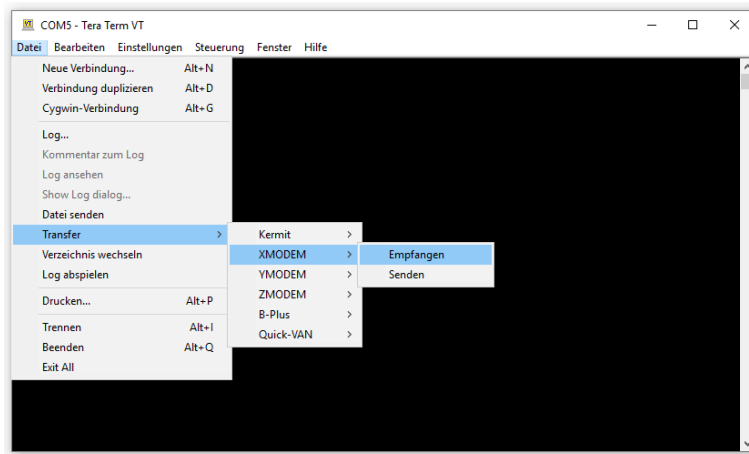 VT COM5 - Tera Term VT
Datei Bearbeiten Einstellungen Steuerung Fenster Hilfe
Neue Verbindung... Alt+N
Verbindung duplizieren Alt+D
Cygwin-Verbindung Alt+G
Log...
Kommentar zum Log
Log ansehen
Show Log dialog...
Datei senden
Transfer
Verzeichnis wechseln
Log abspielen
Drucken... Alt+P
Trennen Alt+I
Beenden Alt+Q
Exit All
Kermit
XMODEM
YMODEM
ZMODEM
B-Plus
Quick-VAN
Empfangen
Senden